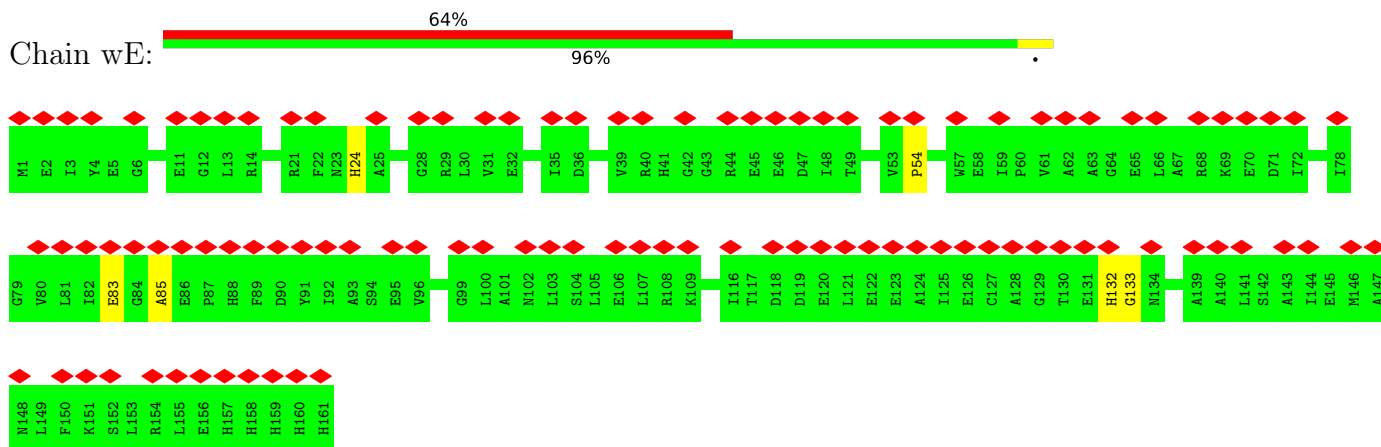 64%
Chain wE:
96% .
M1 E2 I3 Y4 E5 G6 E11 G12 L13 R14 R21 F22 N23 H24 A25 G28 R29 L30 V31 E32 I35 D36 V39 R40 H41 G42 G43 R44 E45 E46 D47 I48 T49 V53 P54 W57 E58 I59 P60 V61 A62 A63 G64 E65 L66 A67 R68 K69 E70 D71 I72 I78
G79 V80 L81 I82 E83 G84 A85 E86 P87 H88 F89 D90 Y91 I92 A93 S94 E95 V96 G99 L100 A101 N102 L103 S104 L105 E106 L107 R108 K109 I116 T117 D118 D119 E120 L121 E122 E123 A124 I125 E126 C127 A128 G129 T130 E131 H132 G133 N134 A139 A140 L141 S142 A143 I144 E145 M146 A147
N148 L149 F150 K151 S152 L153 R154 L155 E156 H157 H158 H159 H160 H161